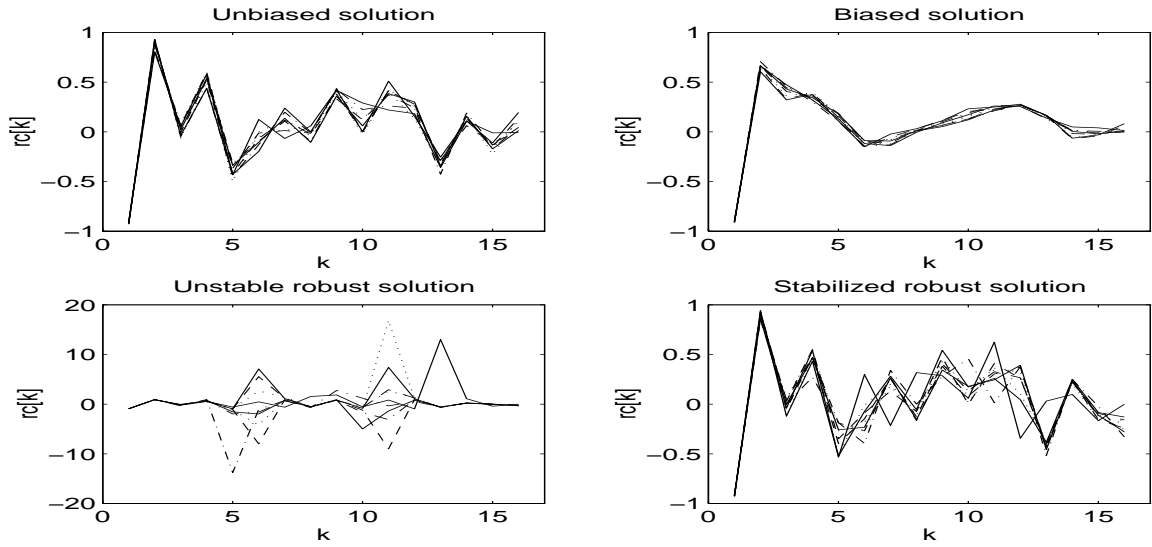 Unbiased solution
1
0.5
0
−0.5
−1
rc[k]
0 5 10 15
k
Biased solution
1
0.5
0
−0.5
−1
rc[k]
0 5 10 15
k
Unstable robust solution
20
10
0
−10
−20
rc[k]
0 5 10 15
k
Stabilized robust solution
1
0.5
0
−0.5
−1
rc[k]
0 5 10 15
k